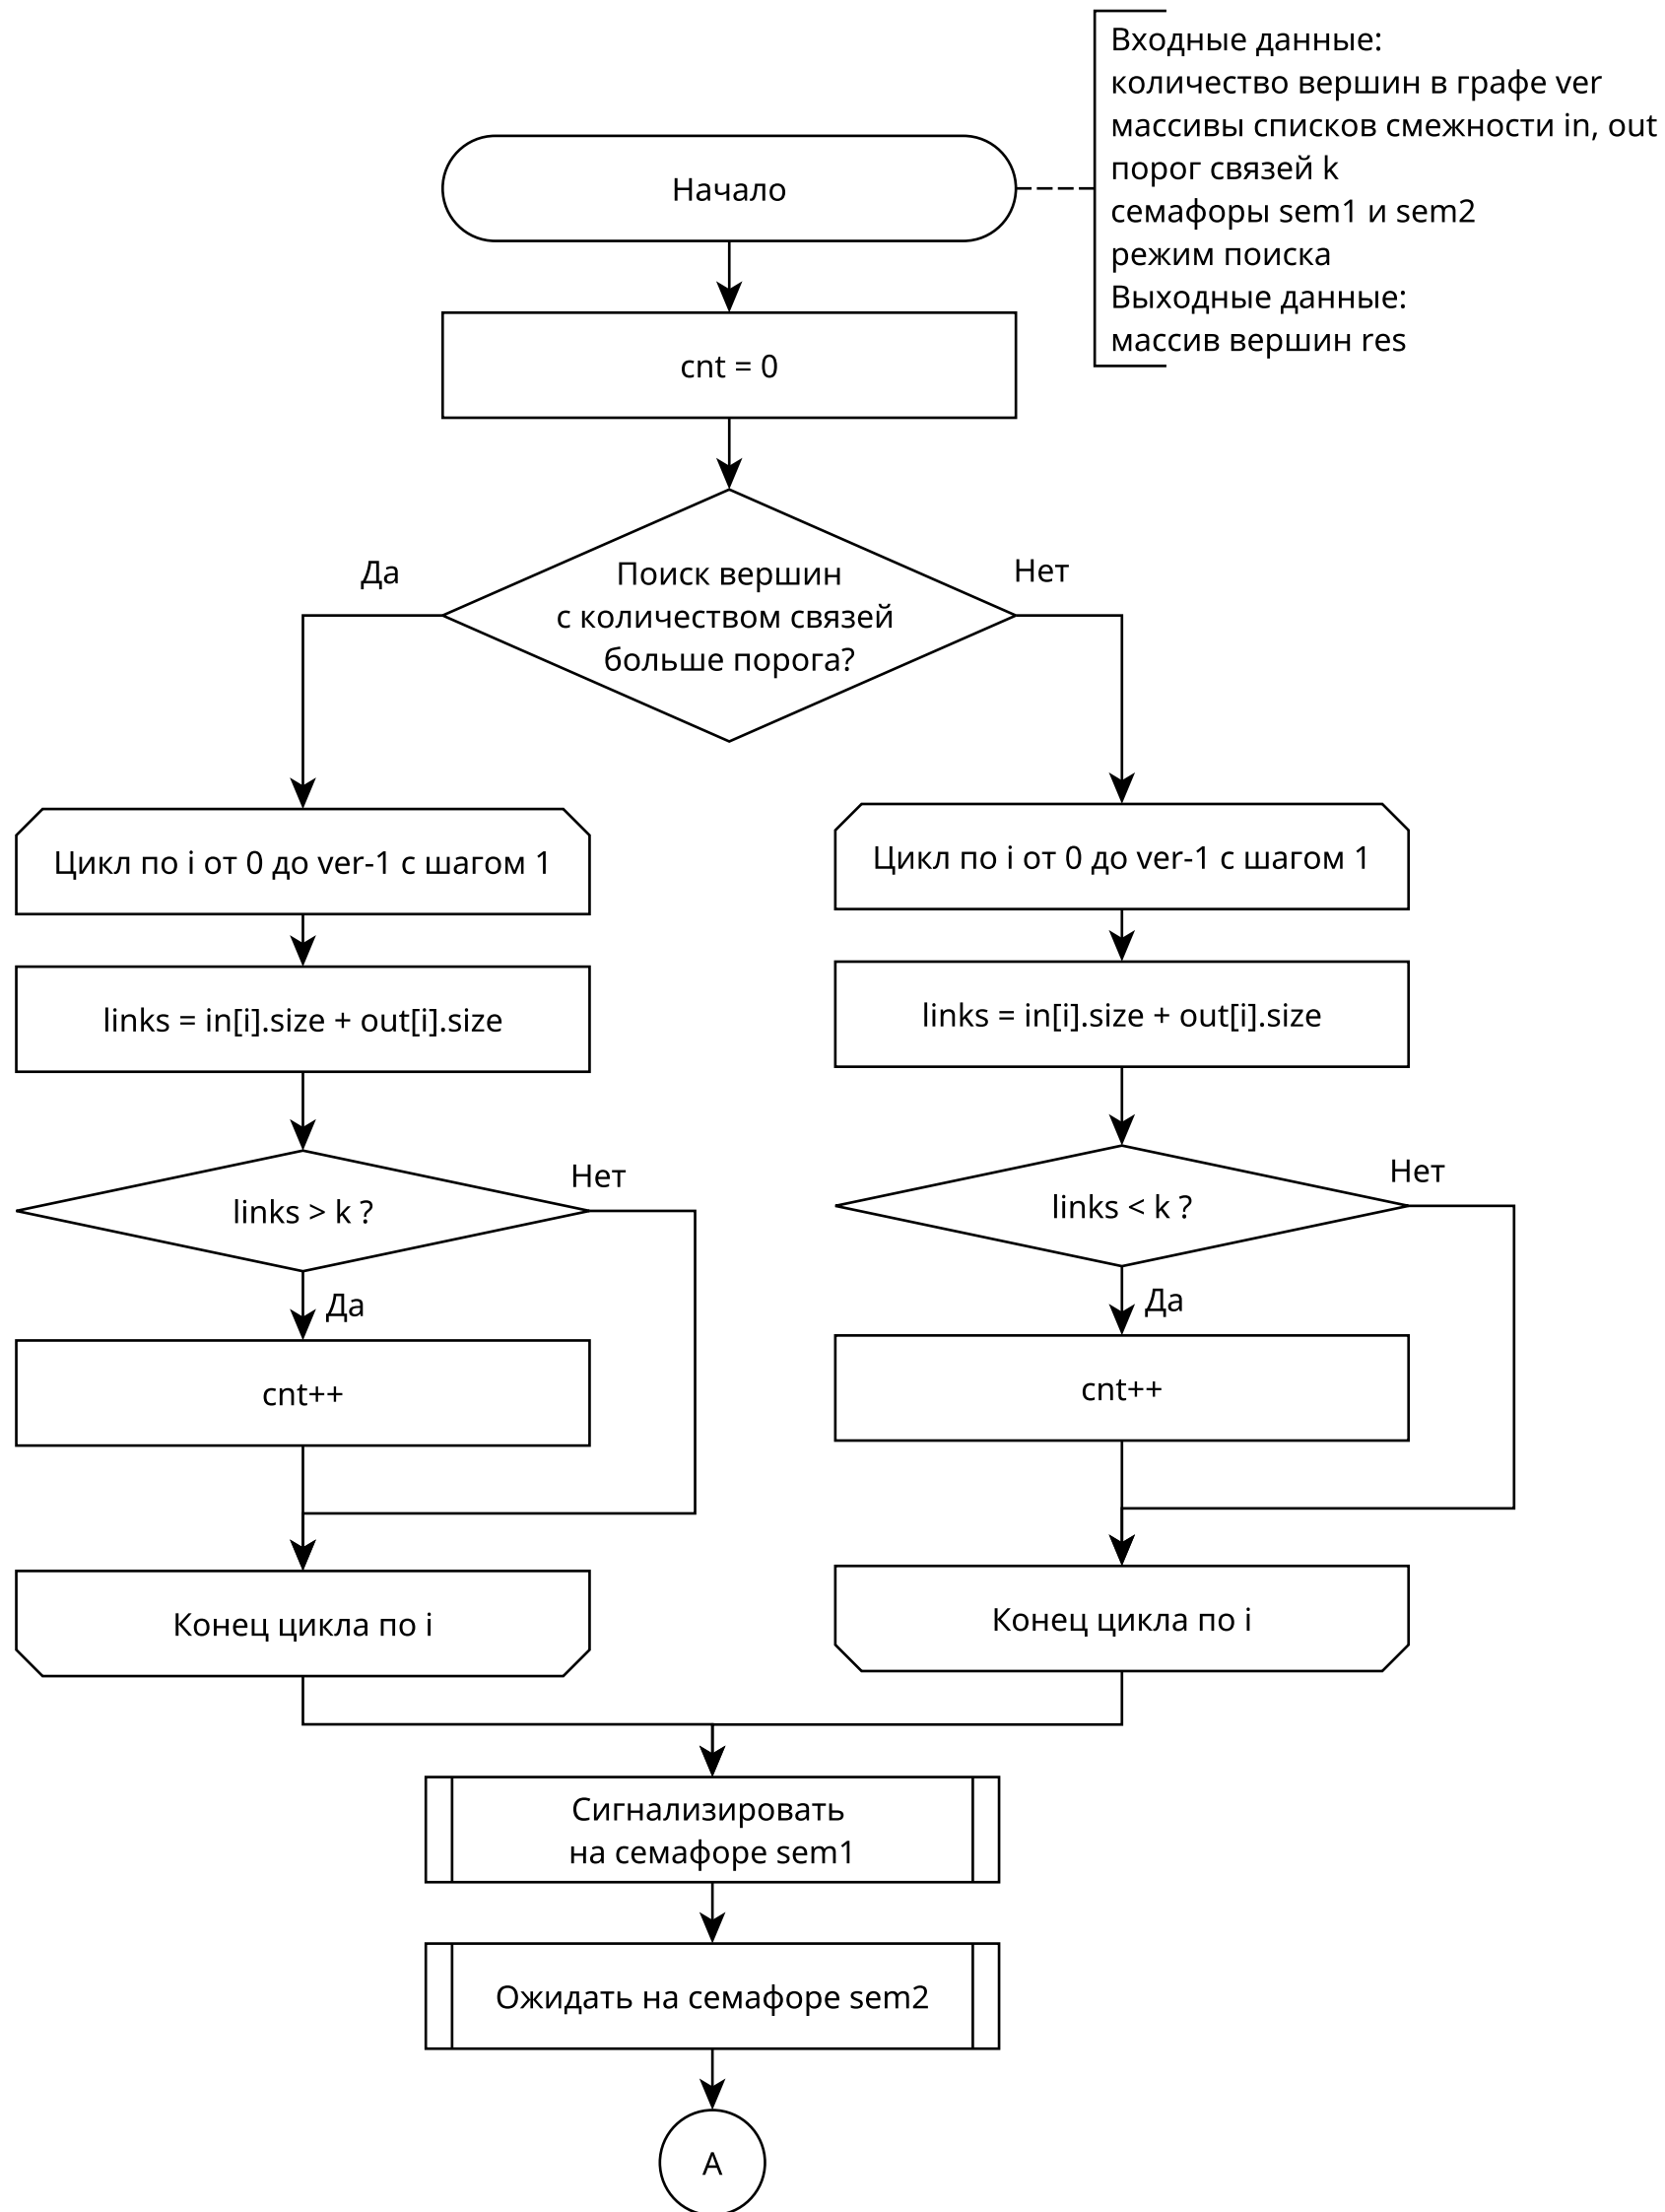 Входные данные:
количество вершин в графе ver
массивы списков смежности in, out
порог связей k
семафоры sem1 и sem2
режим поиска
Выходные данные:
массив вершин res
Начало
cnt = 0
Поиск вершин
с количеством связей
больше порога?
Да
Нет
Цикл по i от 0 до ver-1 с шагом 1
links = in[i].size + out[i].size
links > k ?
Нет
Да
cnt++
Конец цикла по i
Цикл по i от 0 до ver-1 с шагом 1
links = in[i].size + out[i].size
links < k ?
Нет
Да
cnt++
Конец цикла по i
Сигнализировать
на семафоре sem1
Ожидать на семафоре sem2
А